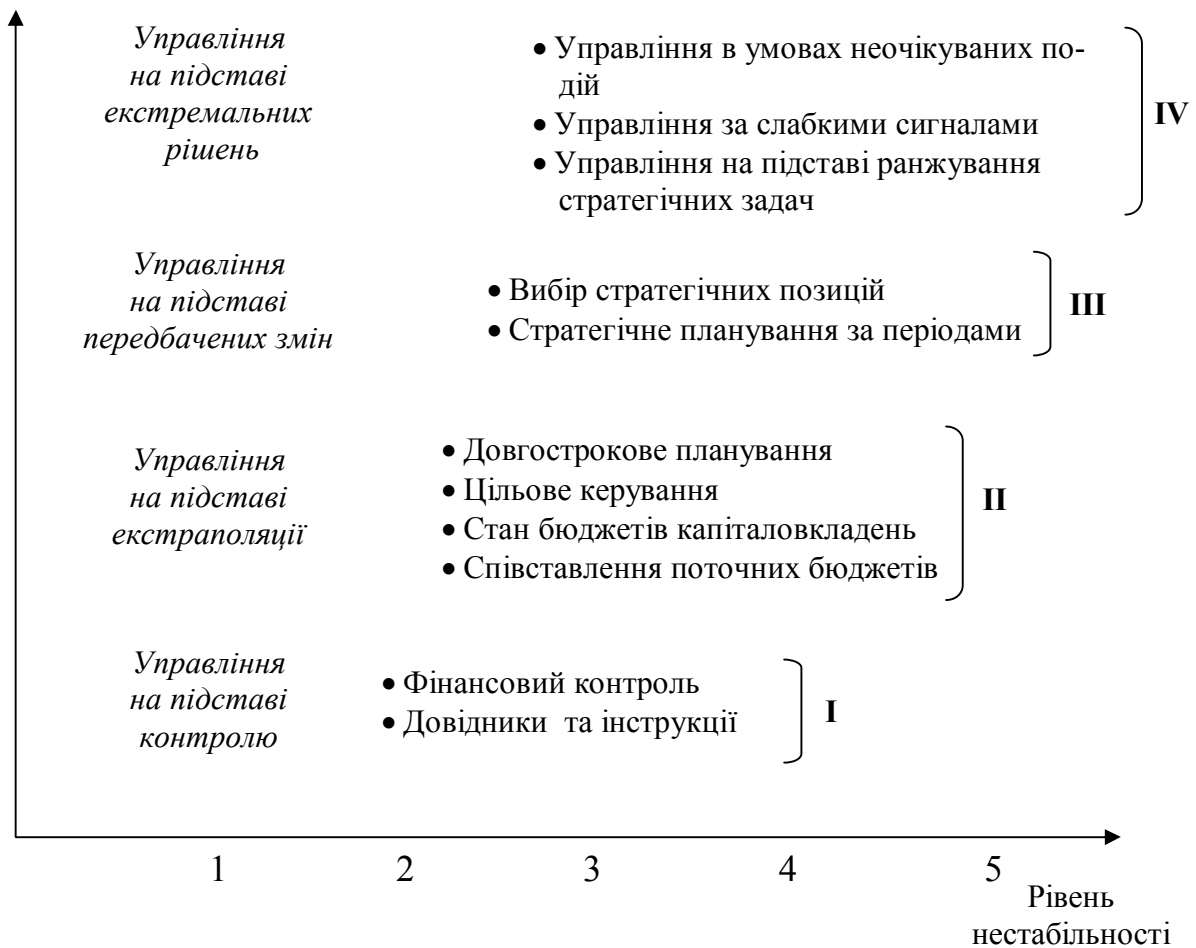 Управління
на підставі
екстремальних
рішень
• Управління в умовах неочікуваних по-
дій
• Управління за слабкими сигналами
• Управління на підставі ранжування
стратегічних задач
IV
Управління
на підставі
передбачених змін
• Вибір стратегічних позицій
• Стратегічне планування за періодами
III
Управління
на підставі
екстраполяції
• Довгострокове планування
• Цільове керування
• Стан бюджетів капіталовкладень
• Співставлення поточних бюджетів
II
Управління
на підставі
контролю
• Фінансовий контроль
• Довідники та інструкції
I
1 2 3 4 5
Рівень
нестабільності